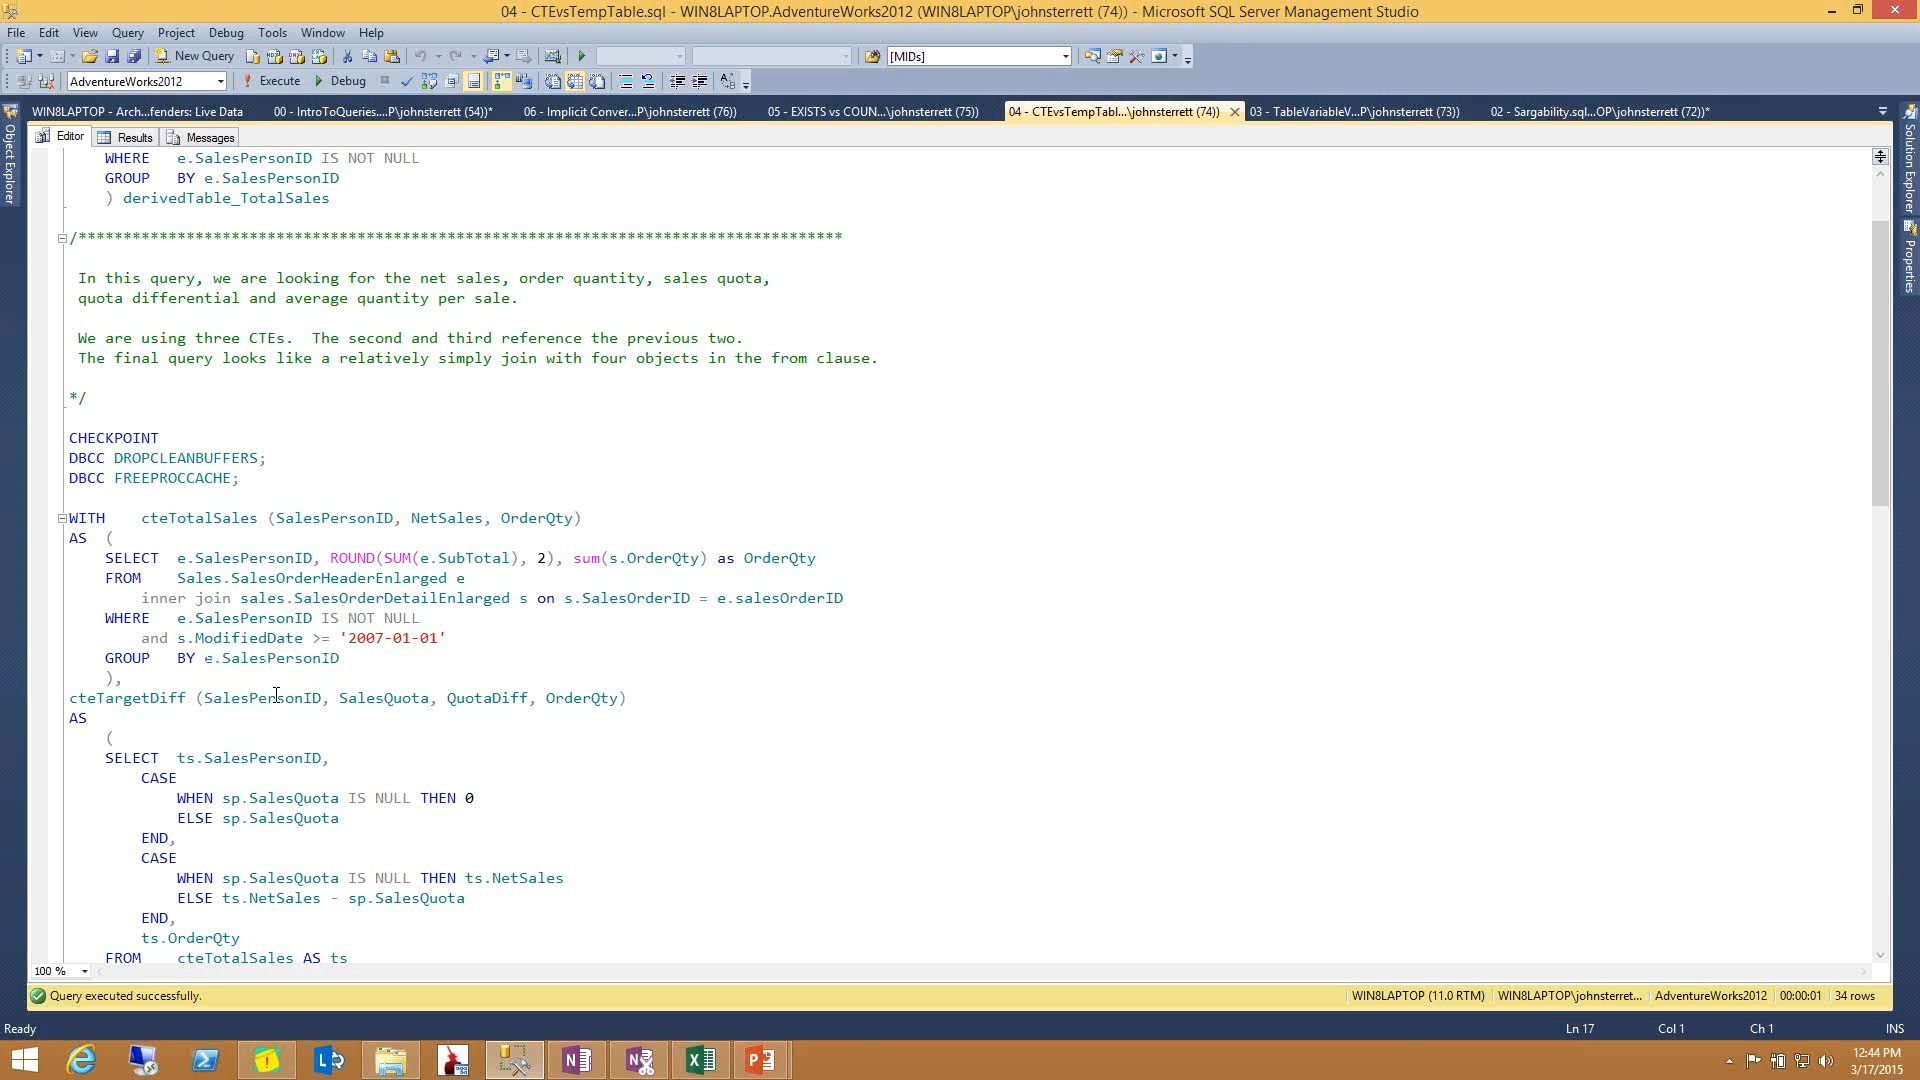 04 - CTEvsTempTable.sql - WIN8LAPTOP.AdventureWorks2012 (WIN8LAPTOP\johnsterrett (74)) - Microsoft SQL Server Management Studio
File Edit View Query Project Debug Tools Window Help
New Query [MIDs]
AdventureWorks2012 Execute Debug
WIN8LAPTOP - Arch...fenders: Live Data 00 - IntroToQueries....P\johnsterrett (54))* 06 - Implicit Conver...P\johnsterrett (76)) 05 - EXISTS vs COUN...\johnsterrett (75)) 04 - CTEvsTempTabl...\johnsterrett (74)) 03 - TableVariableV...P\johnsterrett (73)) 02 - Sargability.sql...OP\johnsterrett (72))*
Object Explorer
Solution Explorer
Properties
Editor Results Messages
WHERE e.SalesPersonID IS NOT NULL
GROUP BY e.SalesPersonID
) derivedTable_TotalSales
/*************************************************************************************
In this query, we are looking for the net sales, order quantity, sales quota,
quota differential and average quantity per sale.
We are using three CTEs.  The second and third reference the previous two.
The final query looks like a relatively simply join with four objects in the from clause.
*/
CHECKPOINT
DBCC DROPCLEANBUFFERS;
DBCC FREEPROCCACHE;
WITH cteTotalSales (SalesPersonID, NetSales, OrderQty)
AS (
SELECT e.SalesPersonID, ROUND(SUM(e.SubTotal), 2), sum(s.OrderQty) as OrderQty
FROM Sales.SalesOrderHeaderEnlarged e
inner join sales.SalesOrderDetailEnlarged s on s.SalesOrderID = e.salesOrderID
WHERE e.SalesPersonID IS NOT NULL
and s.ModifiedDate >= '2007-01-01'
GROUP BY e.SalesPersonID
),
cteTargetDiff (SalesPersonID, SalesQuota, QuotaDiff, OrderQty)
AS
(
SELECT ts.SalesPersonID,
CASE
WHEN sp.SalesQuota IS NULL THEN 0
ELSE sp.SalesQuota
END,
CASE
WHEN sp.SalesQuota IS NULL THEN ts.NetSales
ELSE ts.NetSales - sp.SalesQuota
END,
ts.OrderQty
FROM cteTotalSales AS ts
100 %
Query executed successfully. WIN8LAPTOP (11.0 RTM) WIN8LAPTOP\johnsterret... AdventureWorks2012 00:00:01 34 rows
Ready Ln 17 Col 1 Ch 1 INS
12:44 PM
3/17/2015